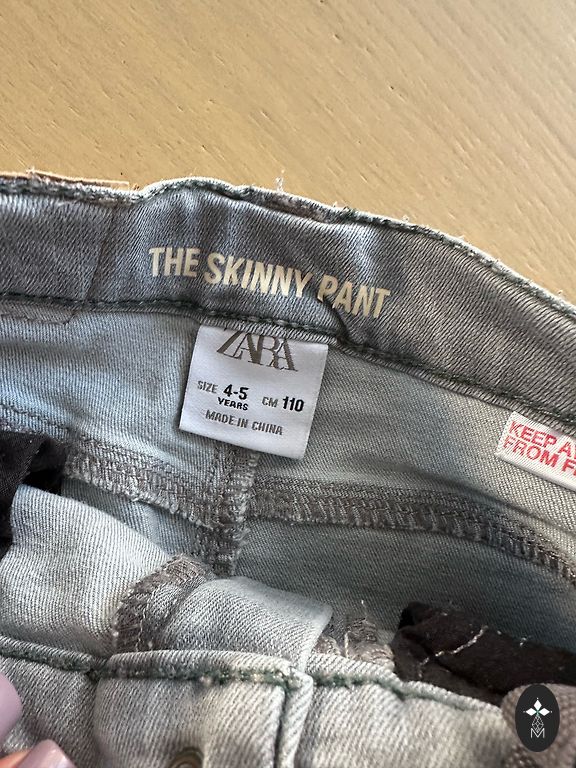 THE SKINNY PANT
ZARA
SIZE 4-5 YEARS CM 110
MADE IN CHINA
KEEP A
FROM F